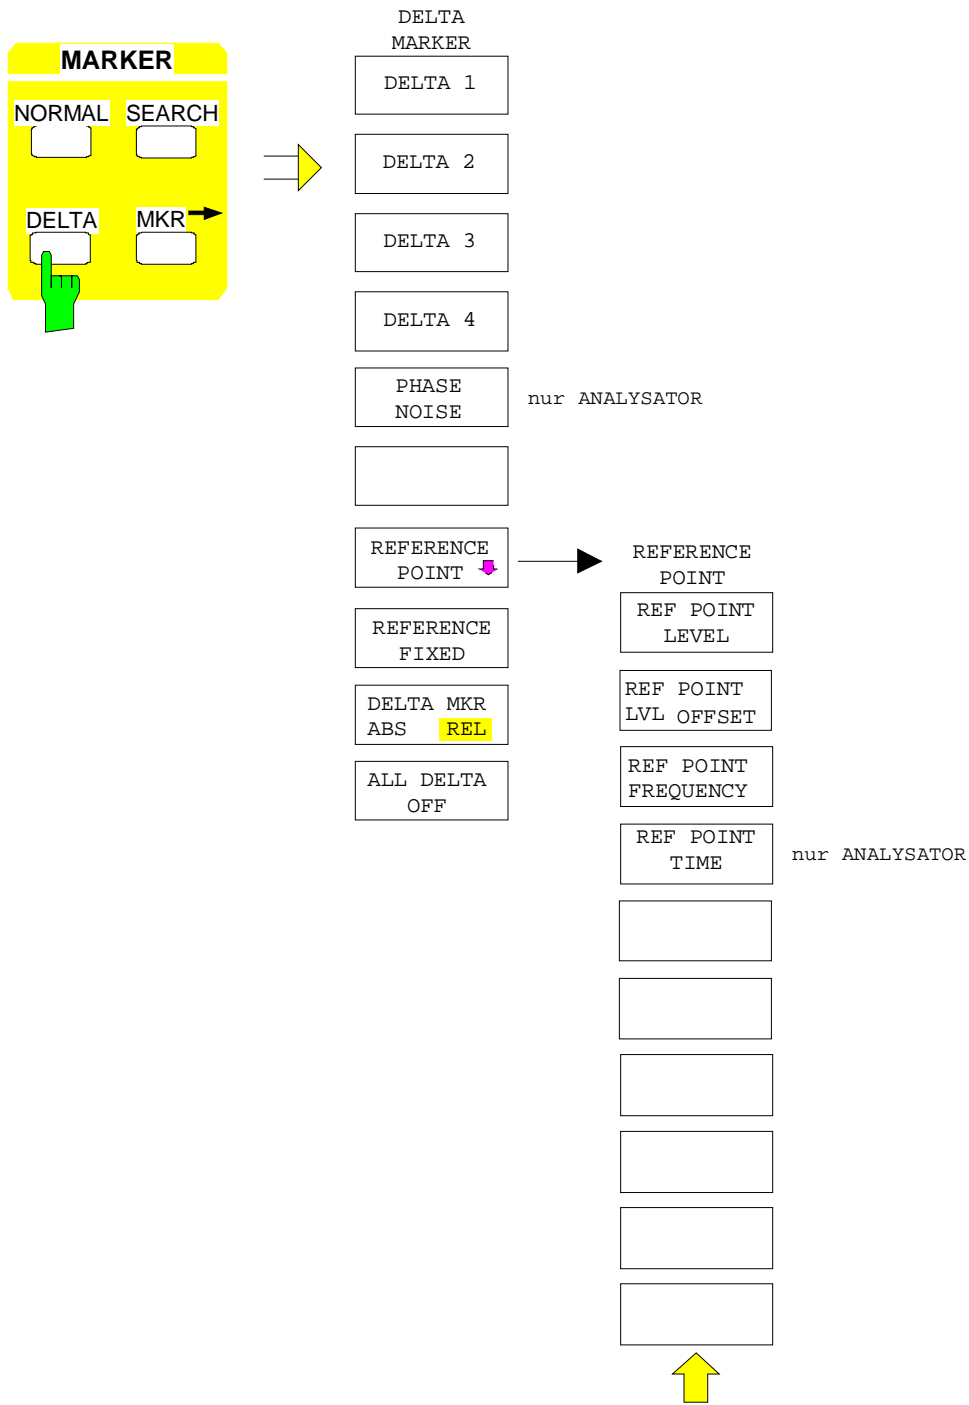 MARKER
NORMAL SEARCH
DELTA MKR
DELTA
MARKER
DELTA 1
DELTA 2
DELTA 3
DELTA 4
PHASE
NOISE
nur ANALYSATOR
REFERENCE
POINT
REFERENCE
FIXED
DELTA MKR
ABS REL
ALL DELTA
OFF
REFERENCE
POINT
REF POINT
LEVEL
REF POINT
LVL OFFSET
REF POINT
FREQUENCY
REF POINT
TIME
nur ANALYSATOR